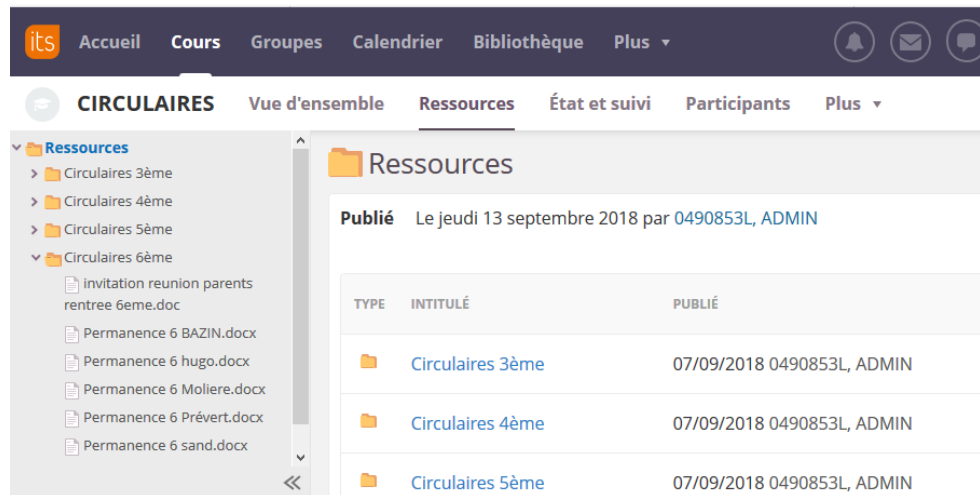 its Accueil Cours Groupes Calendrier Bibliothèque Plus
CIRCULAIRES Vue d'ensemble Ressources État et suivi Participants Plus
Ressources
Circulaires 3ème
Circulaires 4ème
Circulaires 5ème
Circulaires 6ème
invitation reunion parents
rentree 6eme.doc
Permanence 6 BAZIN.docx
Permanence 6 hugo.docx
Permanence 6 Moliere.docx
Permanence 6 Prévert.docx
Permanence 6 sand.docx
Ressources
Publié Le jeudi 13 septembre 2018 par 0490853L, ADMIN
TYPE INTITULÉ PUBLIÉ
Circulaires 3ème 07/09/2018 0490853L, ADMIN
Circulaires 4ème 07/09/2018 0490853L, ADMIN
Circulaires 5ème 07/09/2018 0490853L, ADMIN